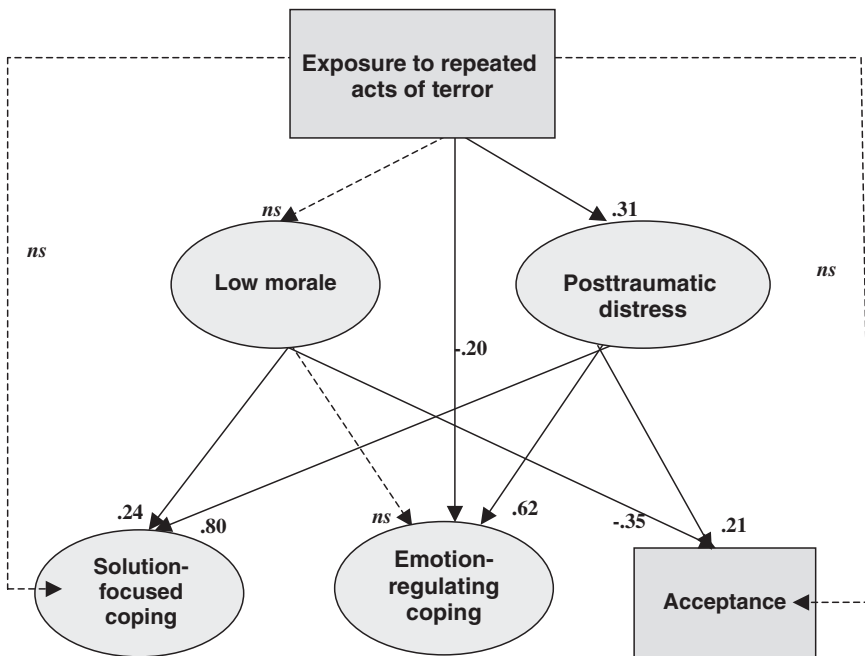 Exposure to repeated
acts of terror
ns
.31
ns
ns
Low morale
Posttraumatic
distress
-.20
.24
.80
ns
.62
-.35
.21
Solution-
focused
coping
Emotion-
regulating
coping
Acceptance